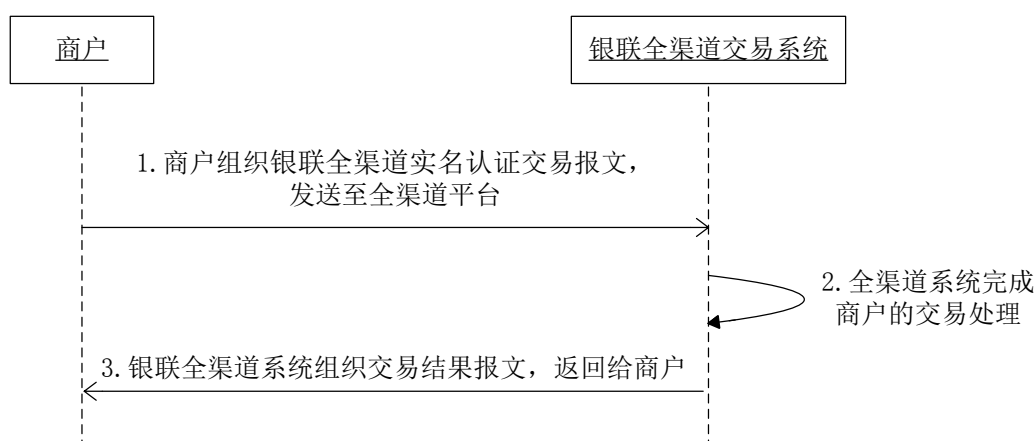 商户
银联全渠道交易系统
1.商户组织银联全渠道实名认证交易报文，
发送至全渠道平台
2.全渠道系统完成
商户的交易处理
3.银联全渠道系统组织交易结果报文，返回给商户